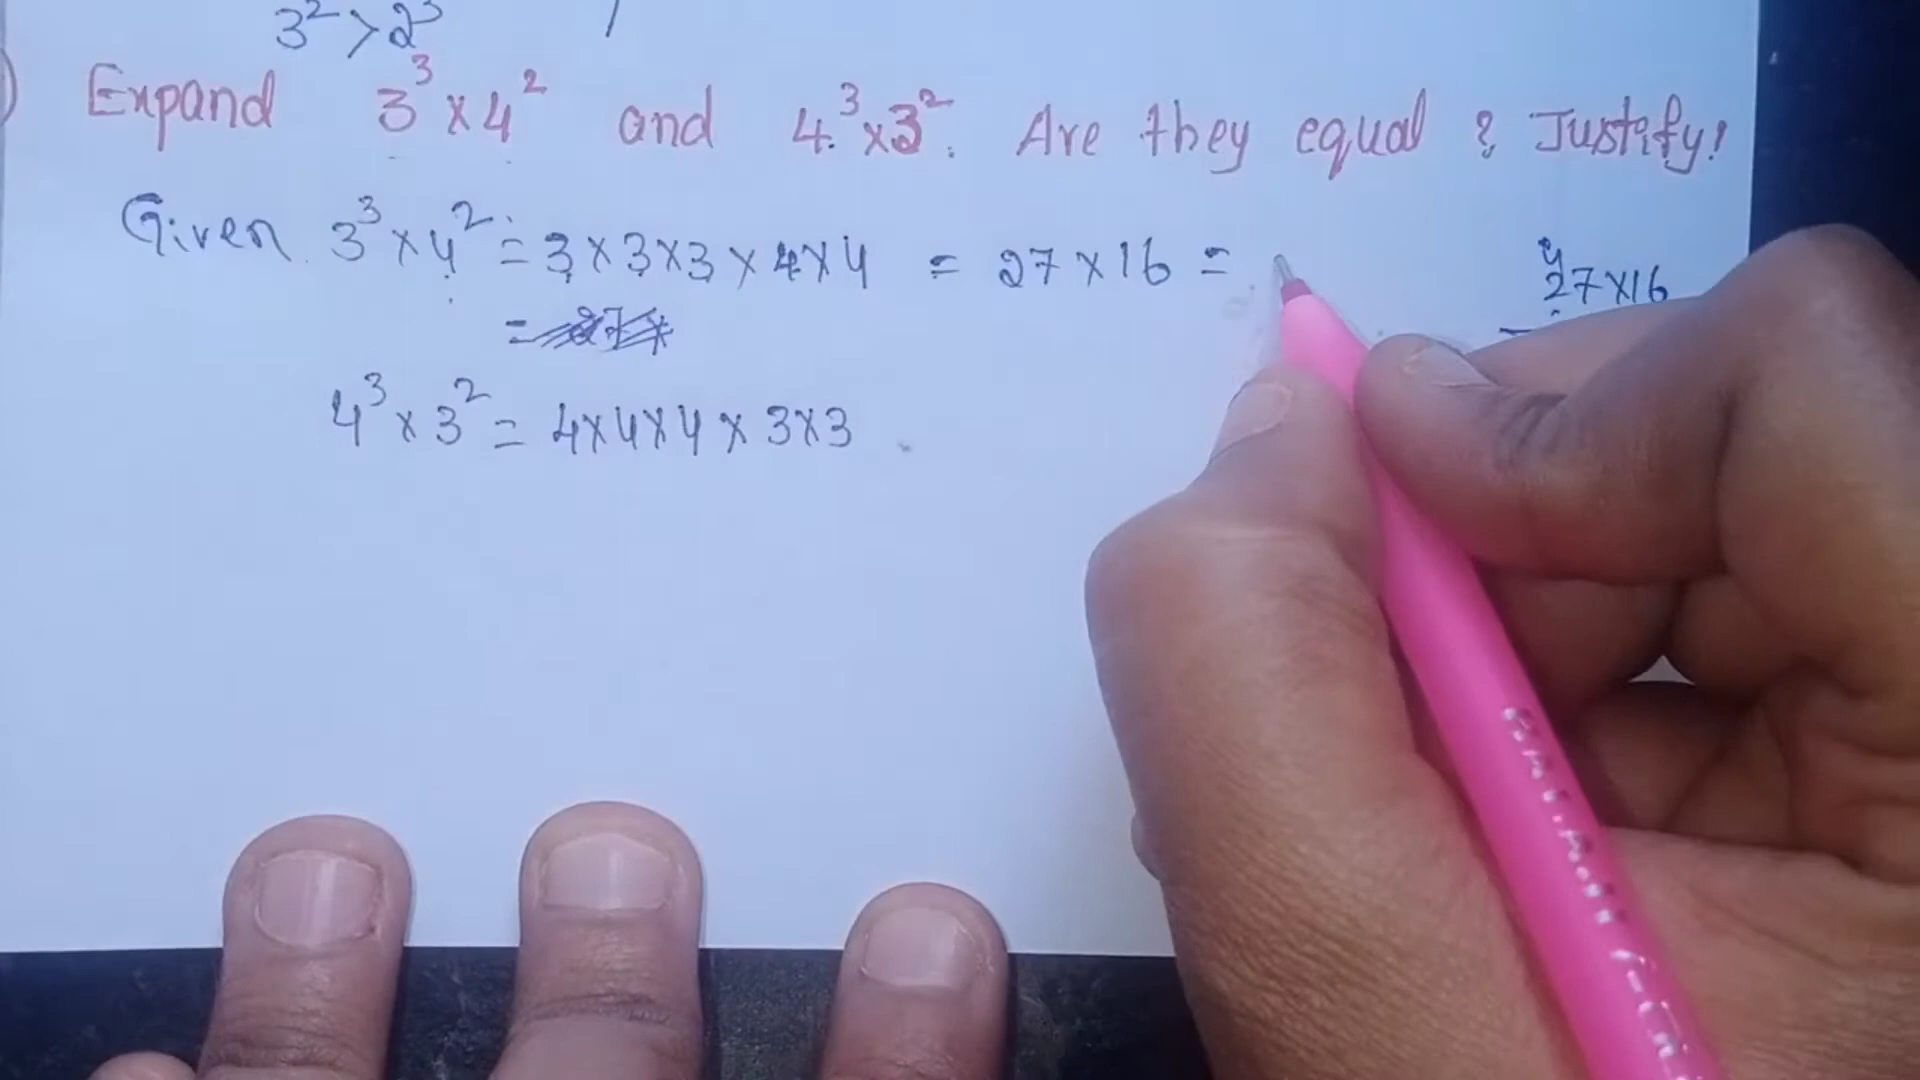 3² > 2³
Expand 3³ × 4² and 4³ × 3². Are they equal ? Justify!
Given 3³ × 4² = 3 × 3 × 3 × 4 × 4 = 27 × 16 =
27 × 16
=
4³ × 3² = 4 × 4 × 4 × 3 × 3